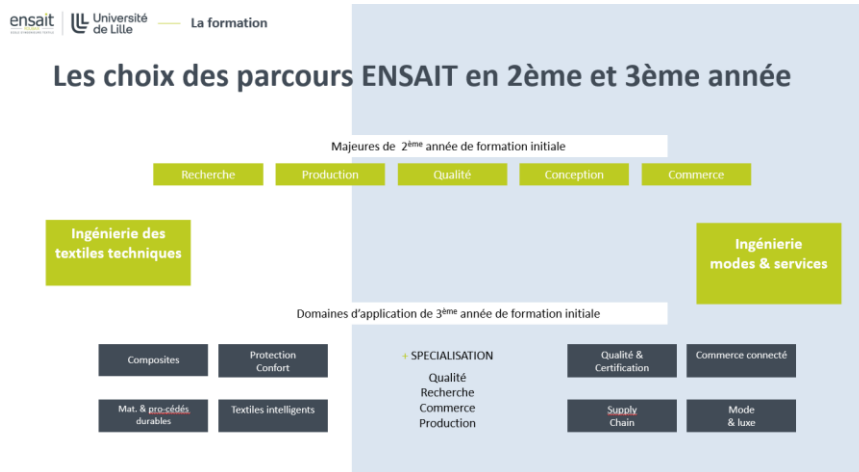 ensait
Université
de Lille
La formation
Les choix des parcours ENSAIT en 2ème et 3ème année
Majeures de 2ème année de formation initiale
Recherche
Production
Qualité
Conception
Commerce
Ingénierie des
textiles techniques
Ingénierie
modes & services
Domaines d'application de 3ème année de formation initiale
Composites
Protection
Confort
Mat. & pro-cédés
durables
Textiles intelligents
+ SPECIALISATION
Qualité
Recherche
Commerce
Production
Qualité &
Certification
Commerce connecté
Supply
Chain
Mode
& luxe